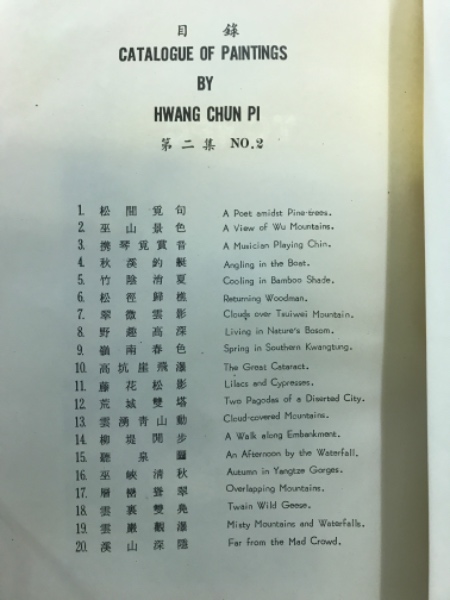 目 錄
CATALOGUE OF PAINTINGS
BY
HWANG CHUN PI
第二集 NO.2
1. 松間覓句 A Poet amidst Pine-trees.
2. 巫山景色 A View of Wu Mountains.
3. 携琴覓賞音 A Musician Playing Chin.
4. 秋溪釣艇 Angling in the Boat.
5. 竹陰消夏 Cooling in Bamboo Shade.
6. 松徑歸樵 Returning Woodman.
7. 翠微雲影 Clouds over Tsuiwei Mountain.
8. 野趣高深 Living in Nature's Bosom.
9. 嶺南春色 Spring in Southern Kwangtung.
10. 高坑崖飛瀑 The Great Cataract.
11. 藤花松影 Lilacs and Cypresses.
12. 荒城雙塔 Two Pagodas of a Diserted City.
13. 雲湧青山動 Cloud-covered Mountains.
14. 柳堤閒步 A Walk along Embankment.
15. 聽泉圖 An Afternoon by the Waterfall.
16. 巫峽清秋 Autumn in Yangtze Gorges.
17. 層巒聳翠 Overlapping Mountains.
18. 雲裏雙鳧 Twain Wild Geese.
19. 雲巖觀瀑 Misty Mountains and Waterfalls.
20. 溪山深隱 Far from the Mad Crowd.